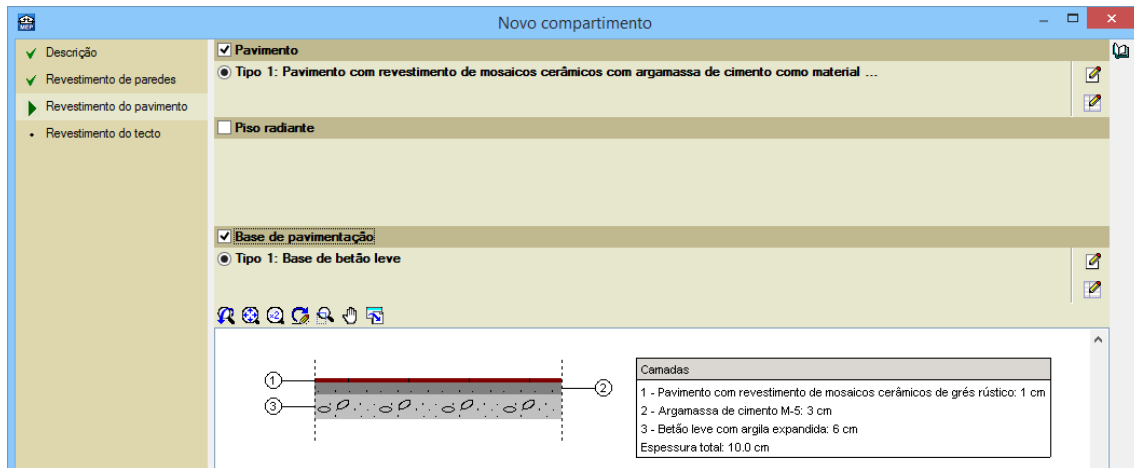 MEP
Novo compartimento
Descrição
Revestimento de paredes
Revestimento do pavimento
Revestimento do tecto
Pavimento
Tipo 1: Pavimento com revestimento de mosaicos cerâmicos com argamassa de cimento como material ...
Piso radiante
Base de pavimentação
Tipo 1: Base de betão leve
×2
1
2
3
Camadas
1 - Pavimento com revestimento de mosaicos cerâmicos de grés rústico: 1 cm
2 - Argamassa de cimento M-5: 3 cm
3 - Betão leve com argila expandida: 6 cm
Espessura total: 10.0 cm